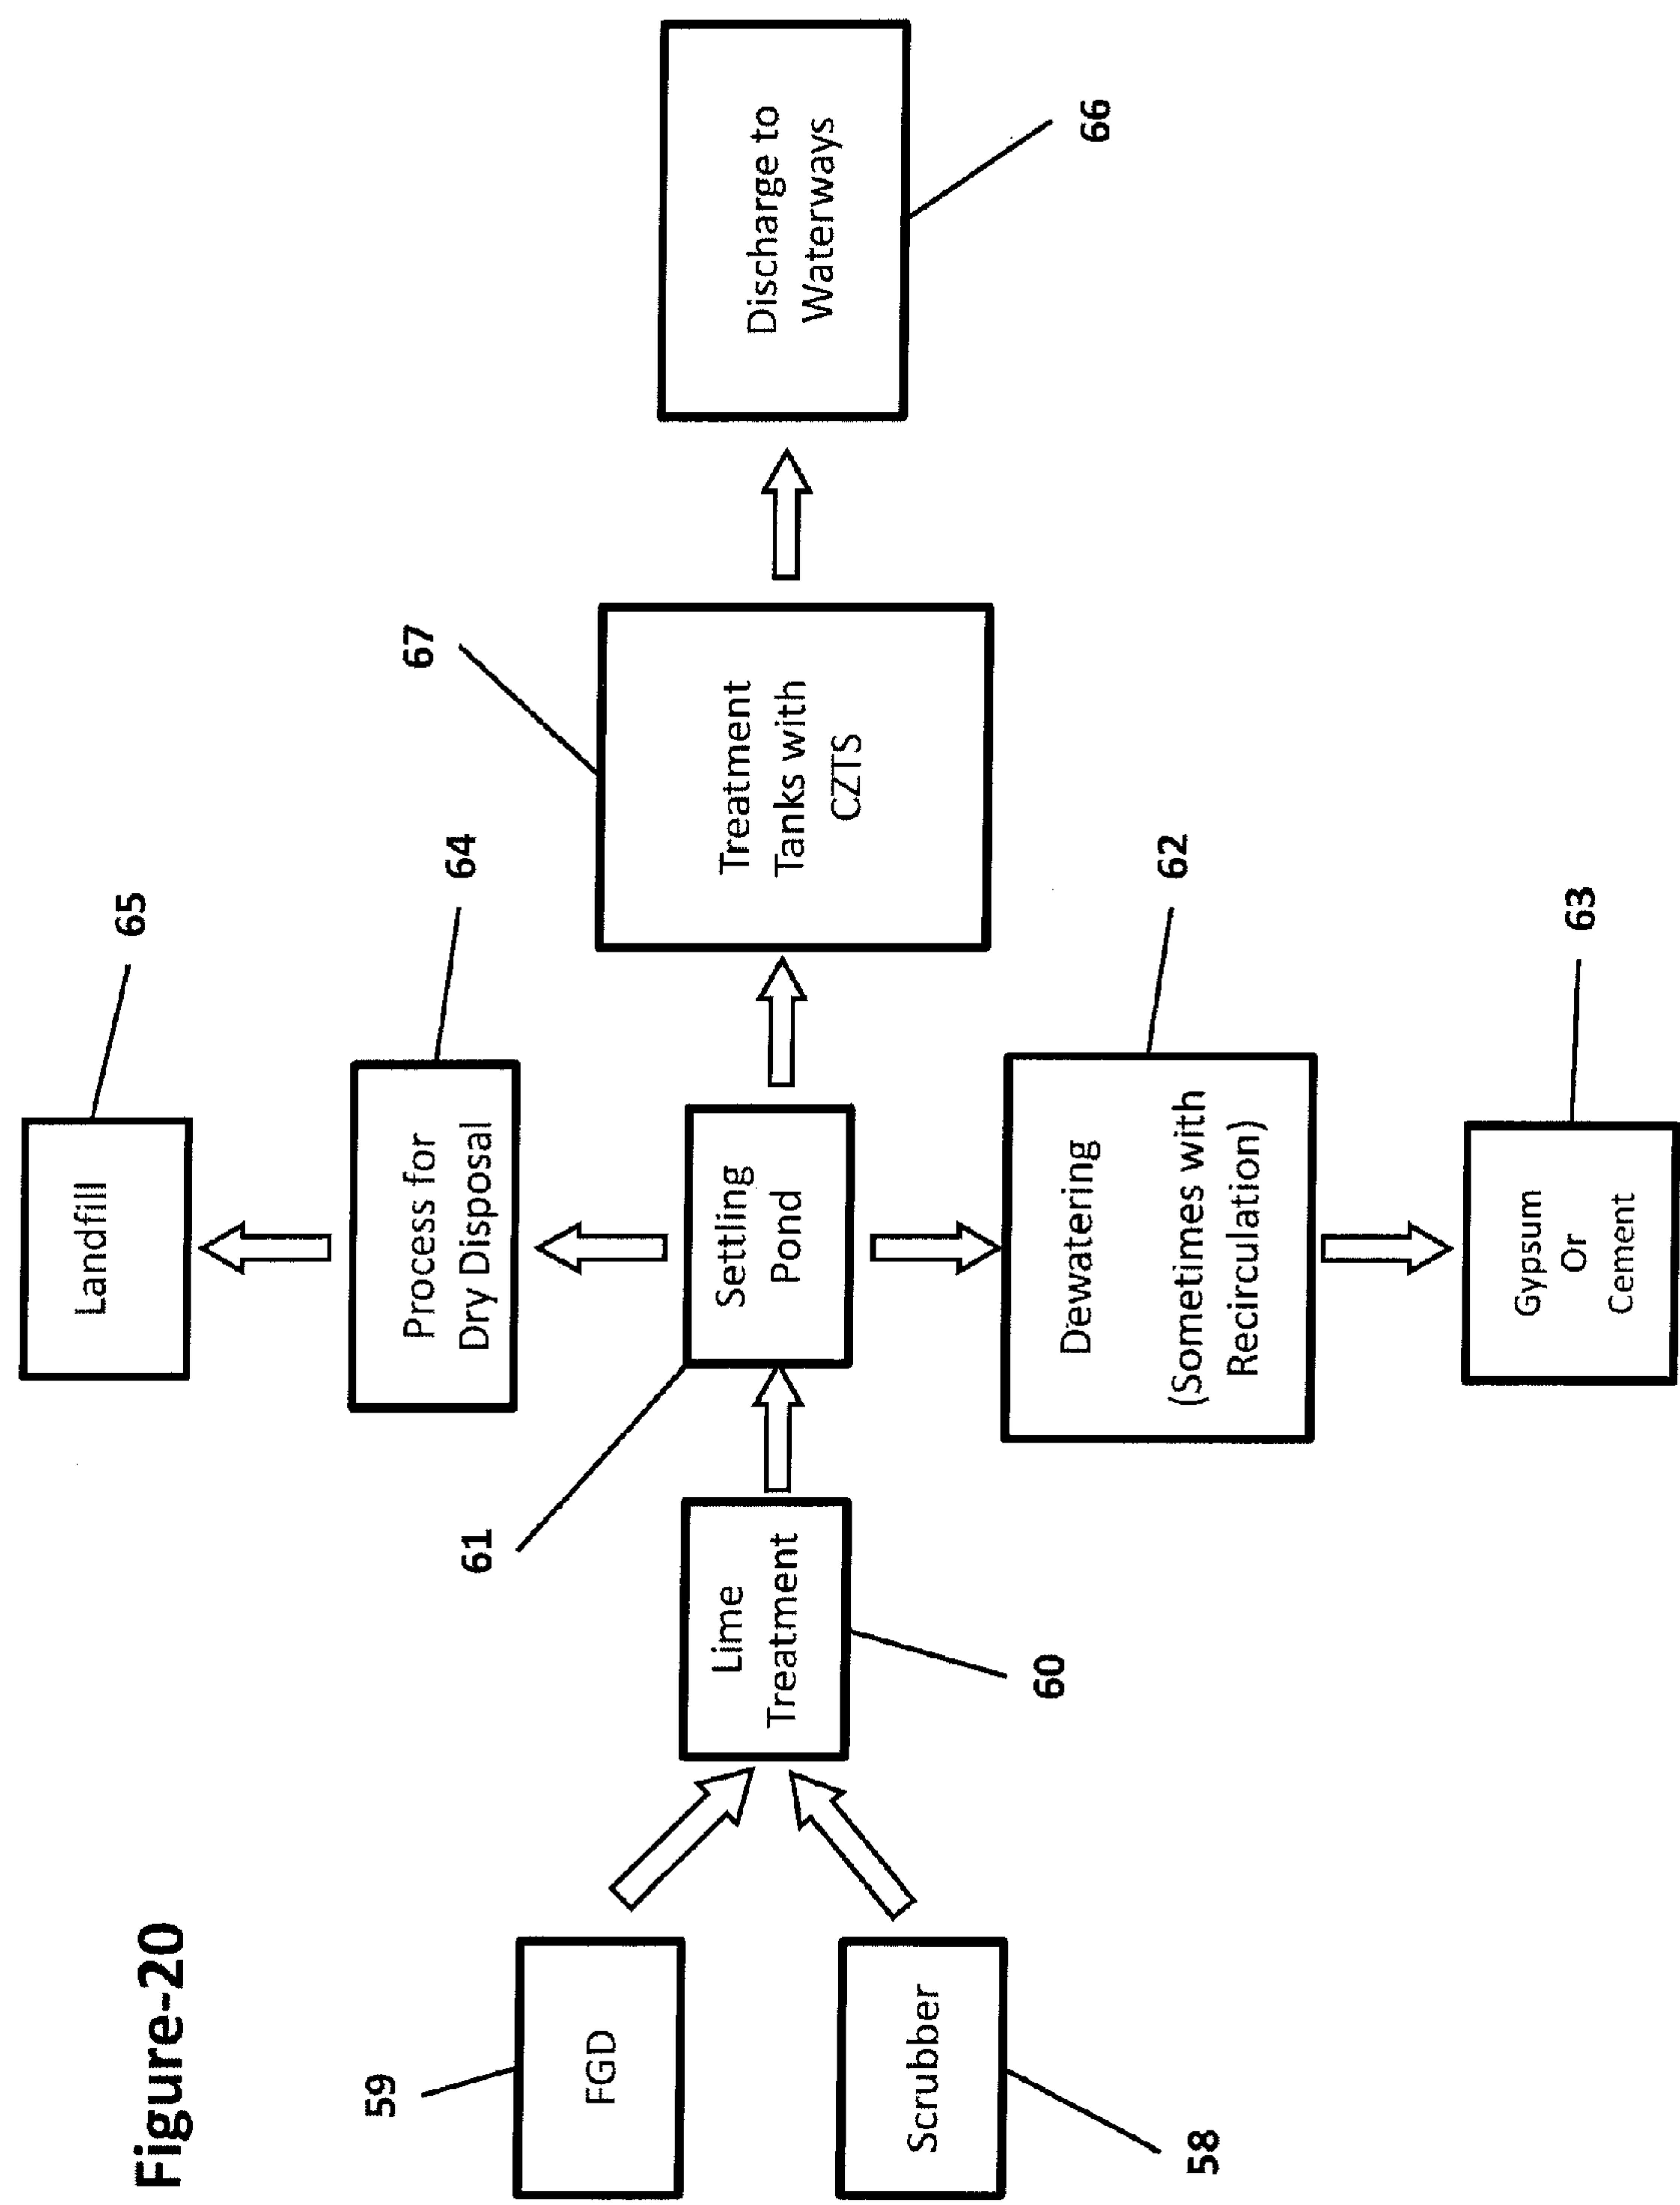 Figure-20
59
FGD
Scrubber
58
Lime
Treatment
60
61
Settling
Pond
65
Landfill
64
Process for
Dry Disposal
62
Dewatering
(Sometimes with
Recirculation)
63
Gypsum
Or
Cement
67
Treatment
Tanks with
CZTS
Discharge to
Waterways
66